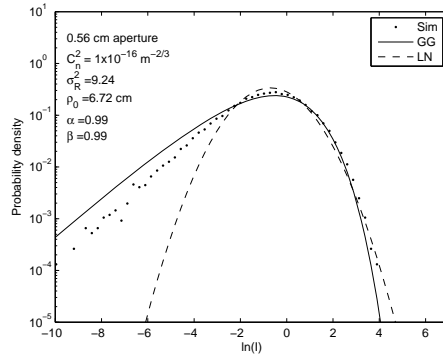 0.56 cm aperture
C_n^2 = 1x10^−16 m^−2/3
σ_R^2 =9.24
ρ_0 =6.72 cm
α =0.99
β =0.99
Sim
GG
LN
Probability density
10^1
10^0
10^−1
10^−2
10^−3
10^−4
10^−5
−10 −8 −6 −4 −2 0 2 4 6
ln(I)